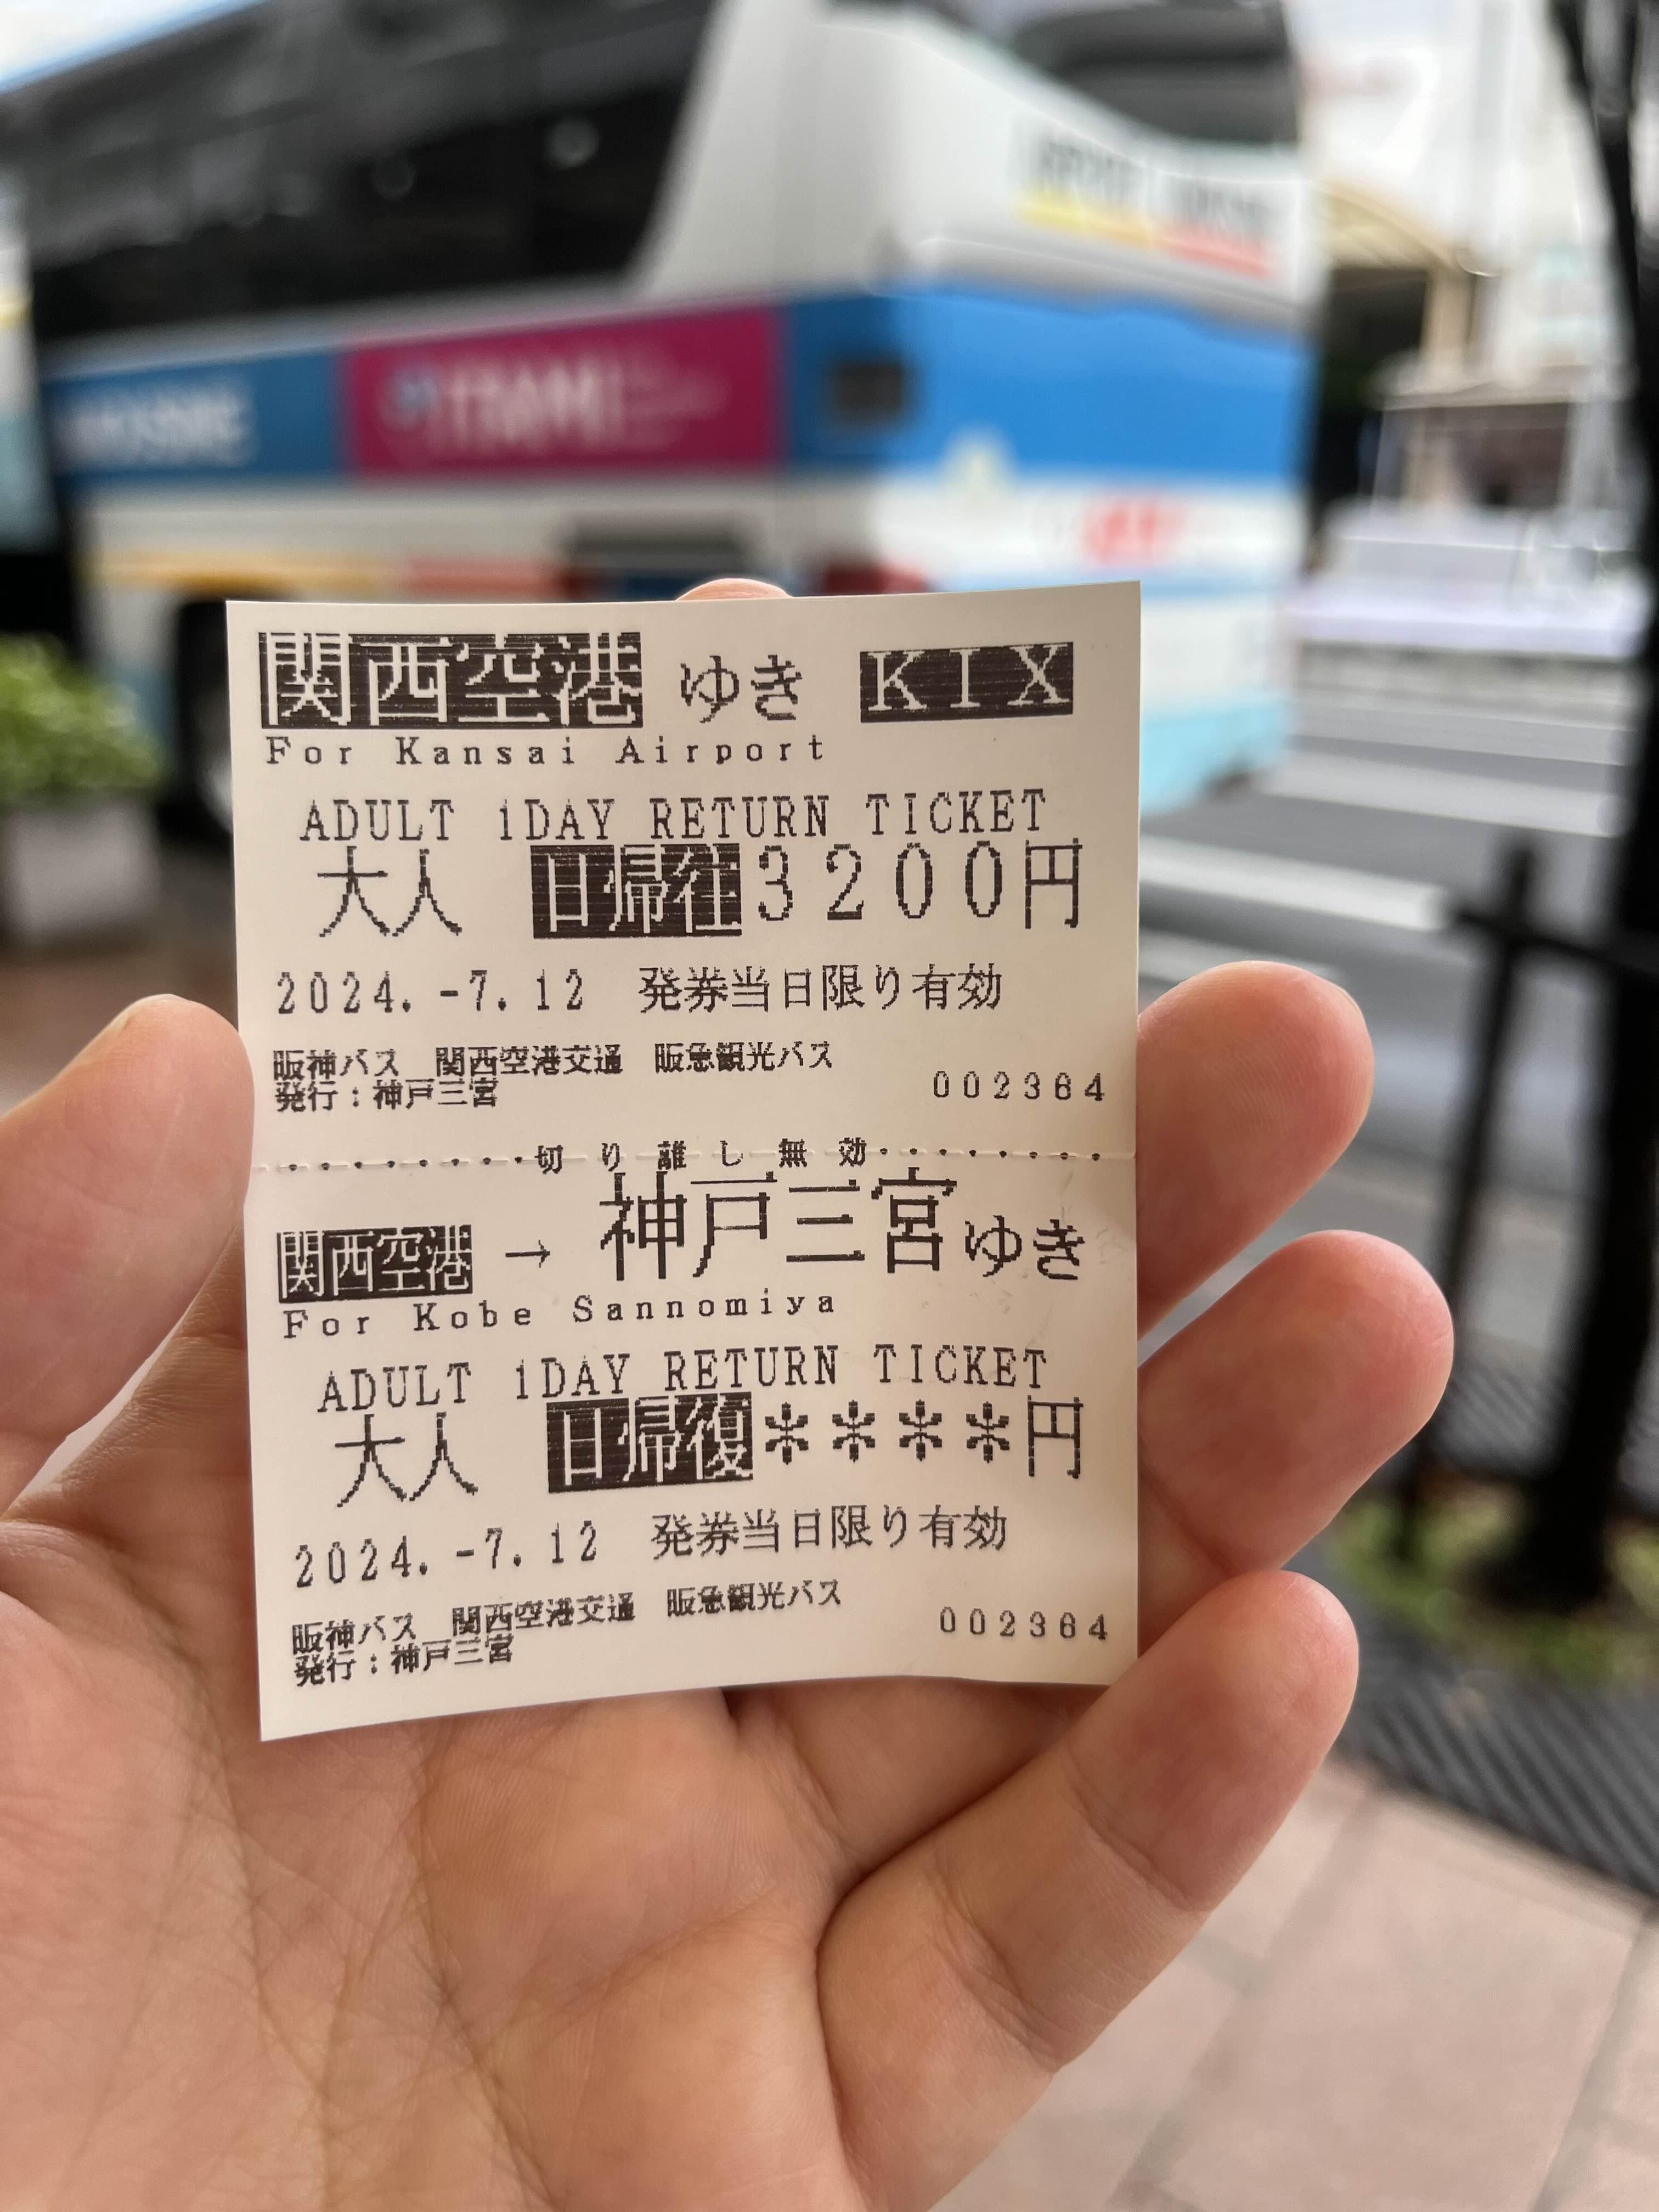 関西空港 ゆき KIX
For Kansai Airport
ADULT 1DAY RETURN TICKET
大人 日帰往 3200円
2024.-7.12 発券当日限り有効
阪神バス 関西空港交通 阪急観光バス
発行:神戸三宮 002364
・・・・・・・・切り離し無効・・・・・・・・
関西空港 → 神戸三宮ゆき
For Kobe Sannomiya
ADULT 1DAY RETURN TICKET
大人 日帰復 ****円
2024.-7.12 発券当日限り有効
阪神バス 関西空港交通 阪急観光バス
発行:神戸三宮 002364